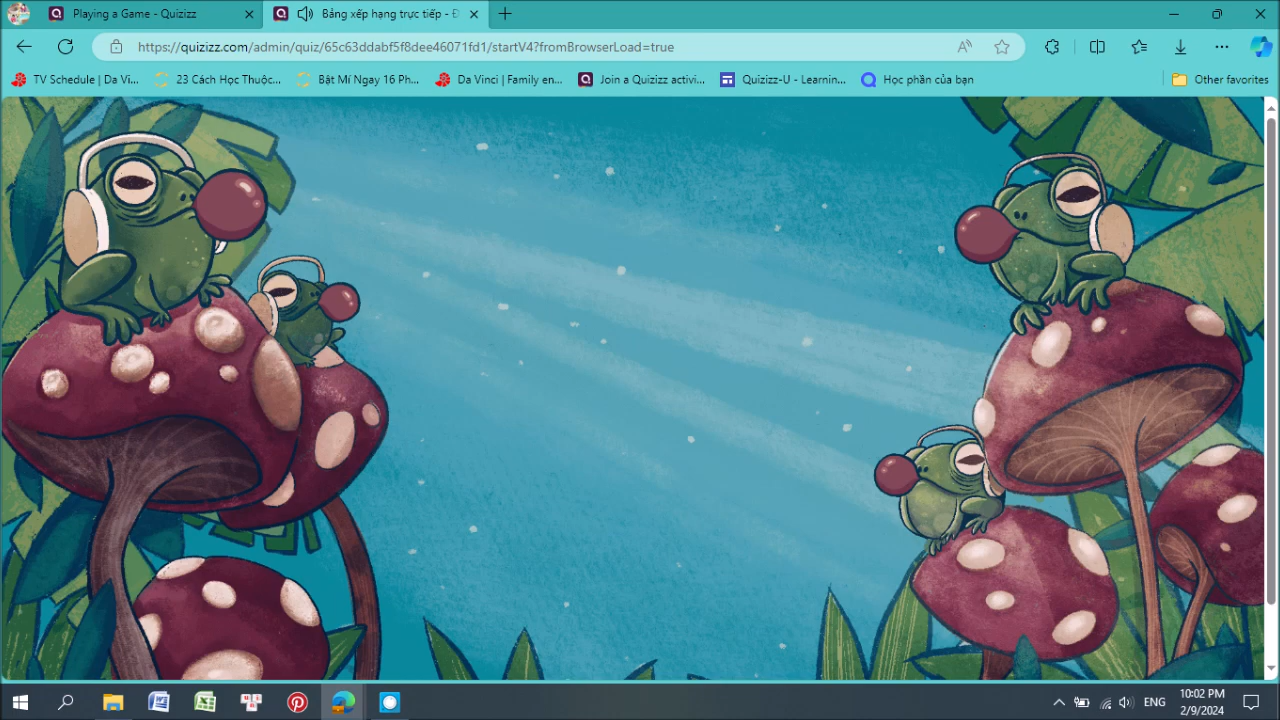 Playing a Game - Quizizz
Bảng xếp hạng trực tiếp - Đ
https://quizizz.com/admin/quiz/65c63ddabf5f8dee46071fd1/startV4?fromBrowserLoad=true
TV Schedule | Da Vi...
23 Cách Học Thuộc...
Bật Mí Ngay 16 Ph...
Da Vinci | Family en...
Join a Quizizz activi...
Quizizz-U - Learnin...
Học phần của bạn
Other favorites
ENG
10:02 PM
2/9/2024